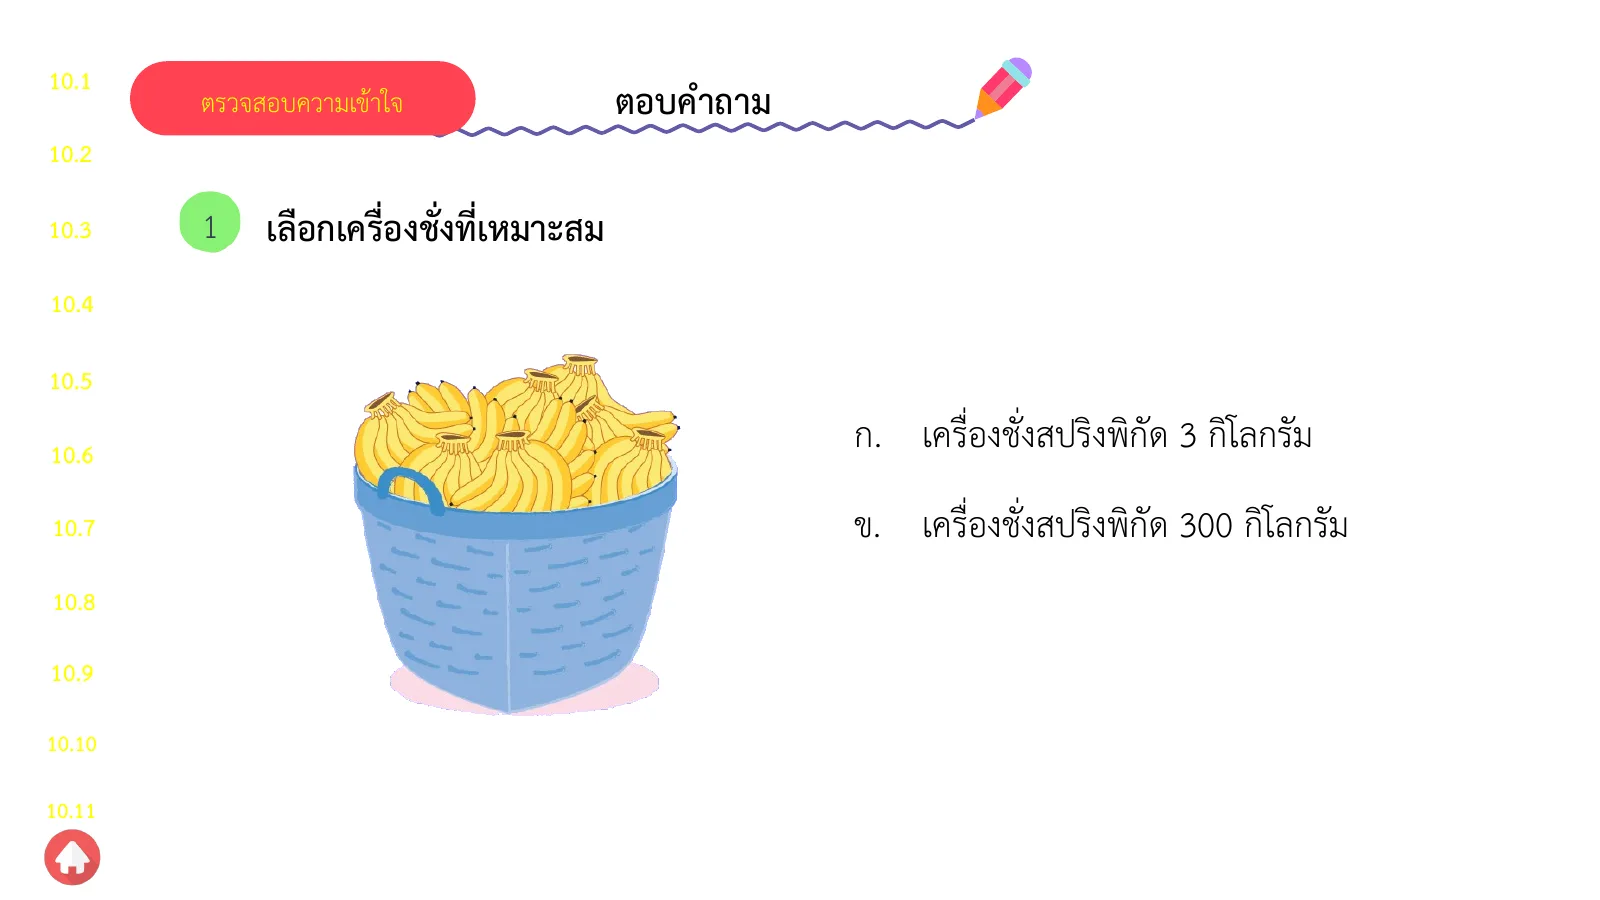 10.1
10.2
10.3
10.4
10.5
10.6
10.7
10.8
10.9
10.10
10.11
ตรวจสอบความเข้าใจ
ตอบคำถาม
1 เลือกเครื่องชั่งที่เหมาะสม
ก. เครื่องชั่งสปริงพิกัด 3 กิโลกรัม
ข. เครื่องชั่งสปริงพิกัด 300 กิโลกรัม